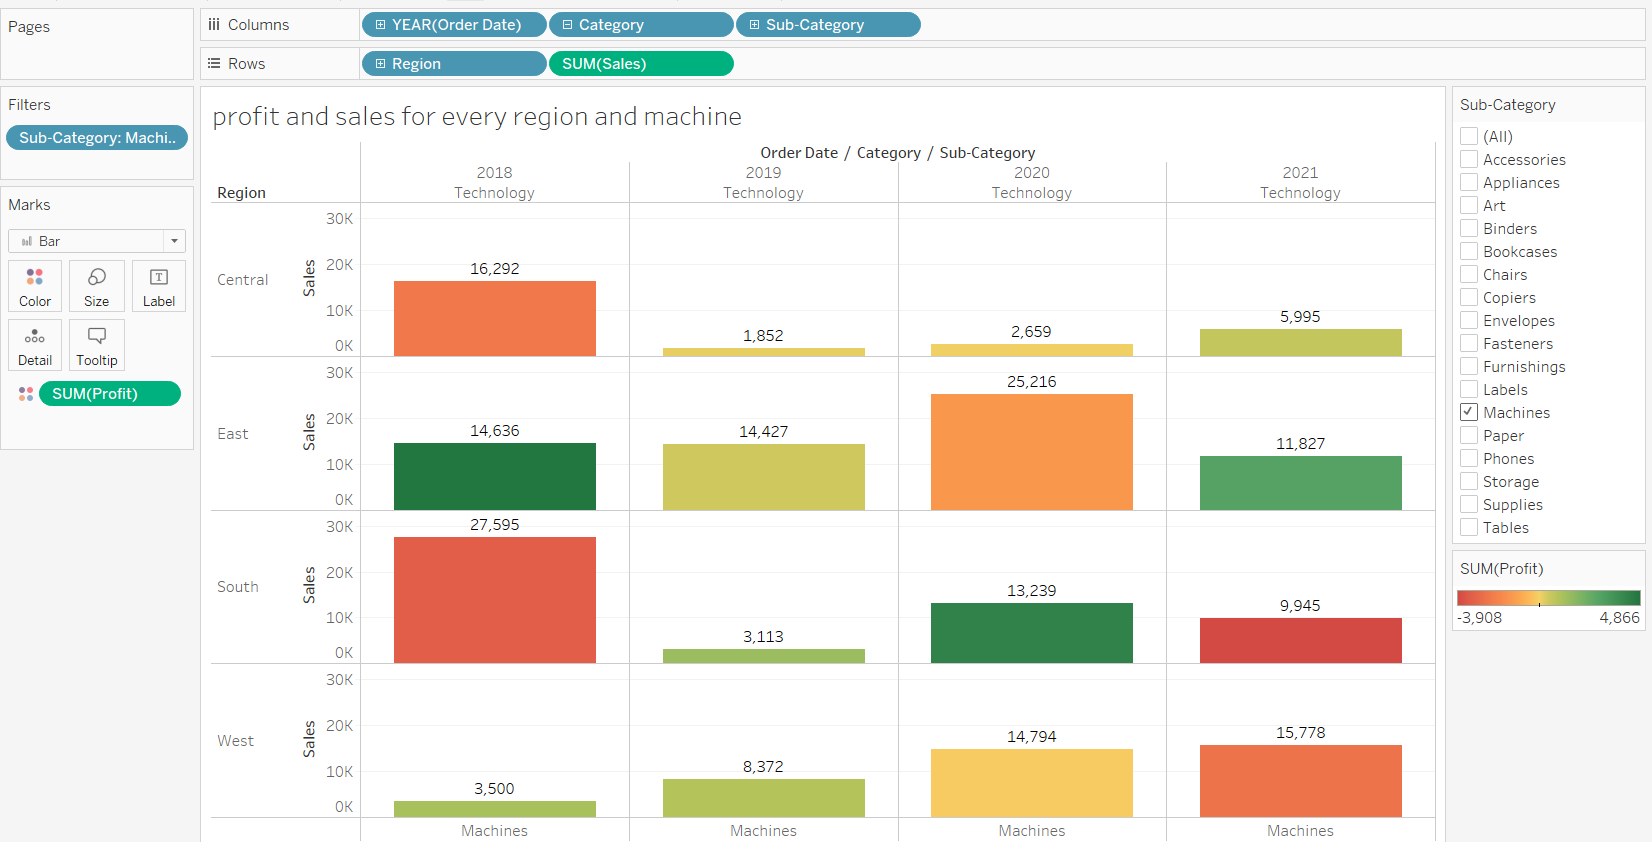 Pages
Columns
YEAR(Order Date)
Category
Sub-Category
Rows
Region
SUM(Sales)
Filters
Sub-Category: Machi..
Marks
Bar
Color
Size
Label
Detail
Tooltip
SUM(Profit)
profit and sales for every region and machine
Order Date / Category / Sub-Category
2018 2019 2020 2021
Region Technology Technology Technology Technology
Central
Sales
30K
20K
10K
0K
16,292
1,852
2,659
5,995
East
Sales
30K
20K
10K
0K
14,636
14,427
25,216
11,827
South
Sales
30K
20K
10K
0K
27,595
3,113
13,239
9,945
West
Sales
30K
20K
10K
0K
3,500
8,372
14,794
15,778
Machines Machines Machines Machines
Sub-Category
(All)
Accessories
Appliances
Art
Binders
Bookcases
Chairs
Copiers
Envelopes
Fasteners
Furnishings
Labels
Machines
Paper
Phones
Storage
Supplies
Tables
SUM(Profit)
-3,908 4,866